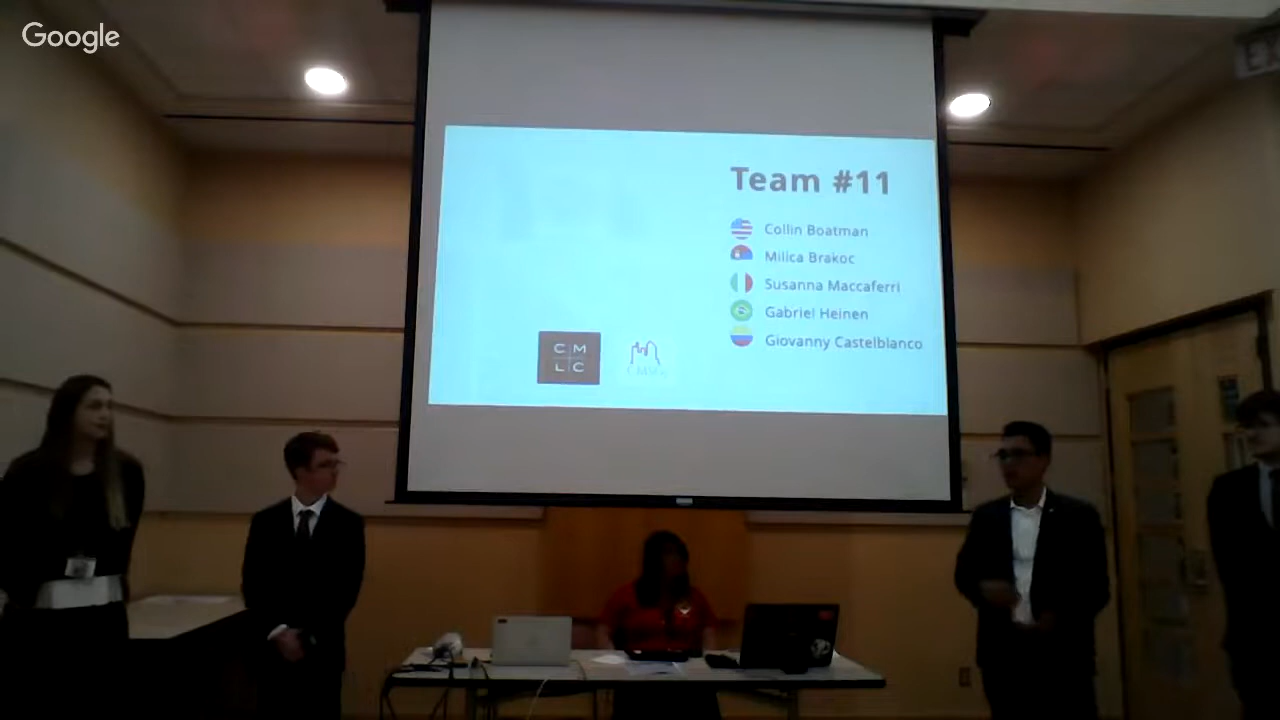 Google
Team #11
Collin Boatman
Milica Brakoc
Susanna Maccaferri
Gabriel Heinen
Giovanny Castelblanco
C M
L C